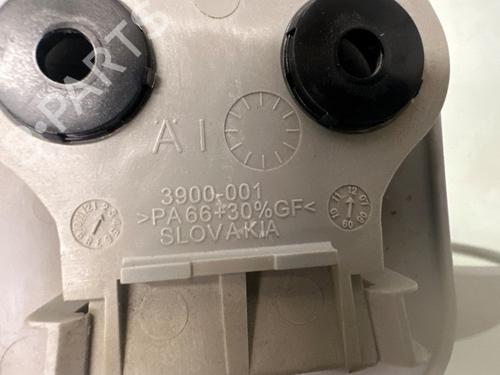 B-PARTS
ÄI
3900-001
>PA66+30%GF<
SLOVAKIA